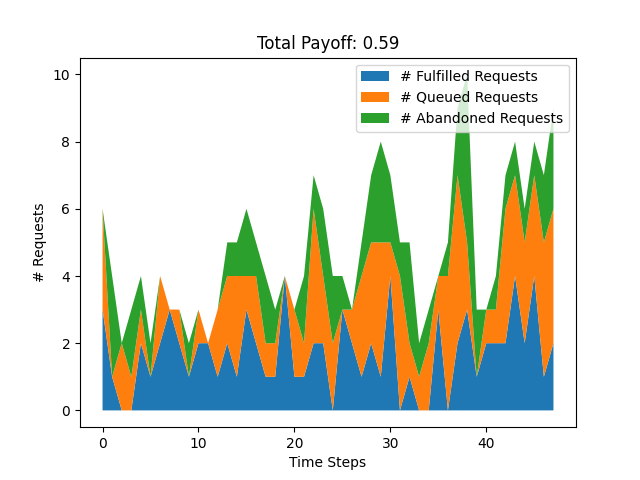 Total Payoff: 0.59
# Fulfilled Requests
# Queued Requests
# Abandoned Requests
10
8
6
4
2
0
# Requests
0
10
20
30
40
Time Steps